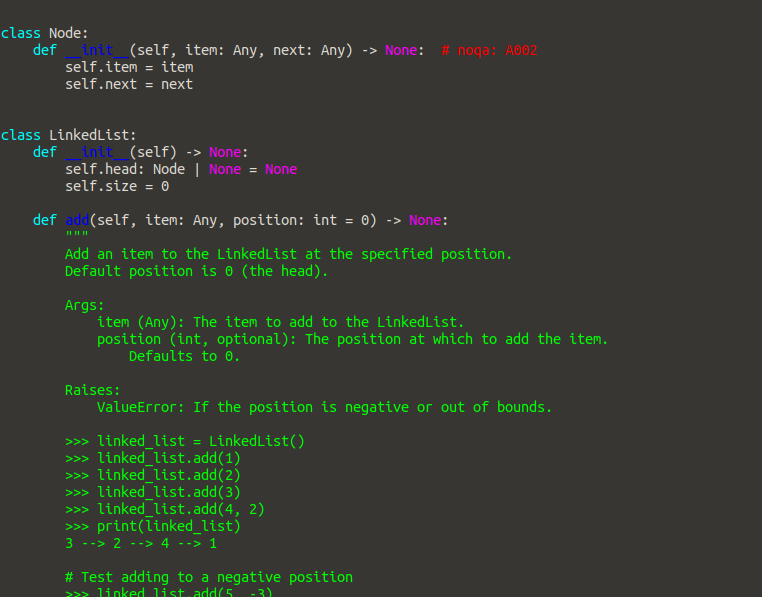 class Node:
    def __init__(self, item: Any, next: Any) -> None:  # noqa: A002
        self.item = item
        self.next = next


class LinkedList:
    def __init__(self) -> None:
        self.head: Node | None = None
        self.size = 0

    def add(self, item: Any, position: int = 0) -> None:
        """
        Add an item to the LinkedList at the specified position.
        Default position is 0 (the head).

        Args:
            item (Any): The item to add to the LinkedList.
            position (int, optional): The position at which to add the item.
                Defaults to 0.

        Raises:
            ValueError: If the position is negative or out of bounds.

        >>> linked_list = LinkedList()
        >>> linked_list.add(1)
        >>> linked_list.add(2)
        >>> linked_list.add(3)
        >>> linked_list.add(4, 2)
        >>> print(linked_list)
        3 --> 2 --> 4 --> 1

        # Test adding to a negative position
        >>> linked_list.add(5, -3)